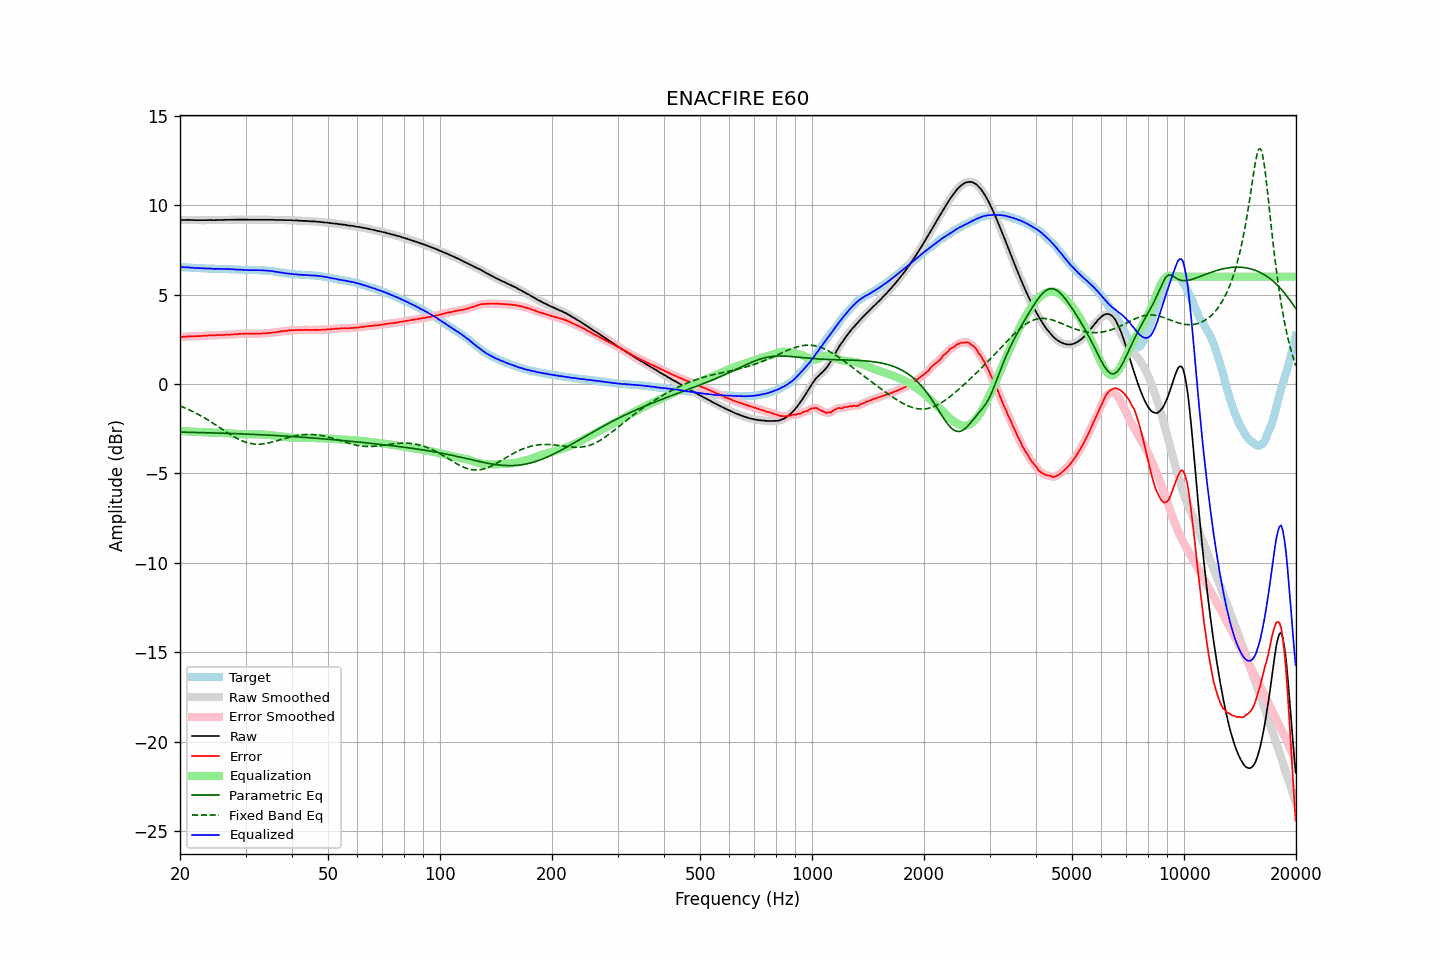 ENACFIRE E60
15
10
5
0
−5
−10
−15
−20
−25
Amplitude (dBr)
Target
Raw Smoothed
Error Smoothed
Raw
Error
Equalization
Parametric Eq
Fixed Band Eq
Equalized
20 50 100 200 500 1000 2000 5000 10000 20000
Frequency (Hz)